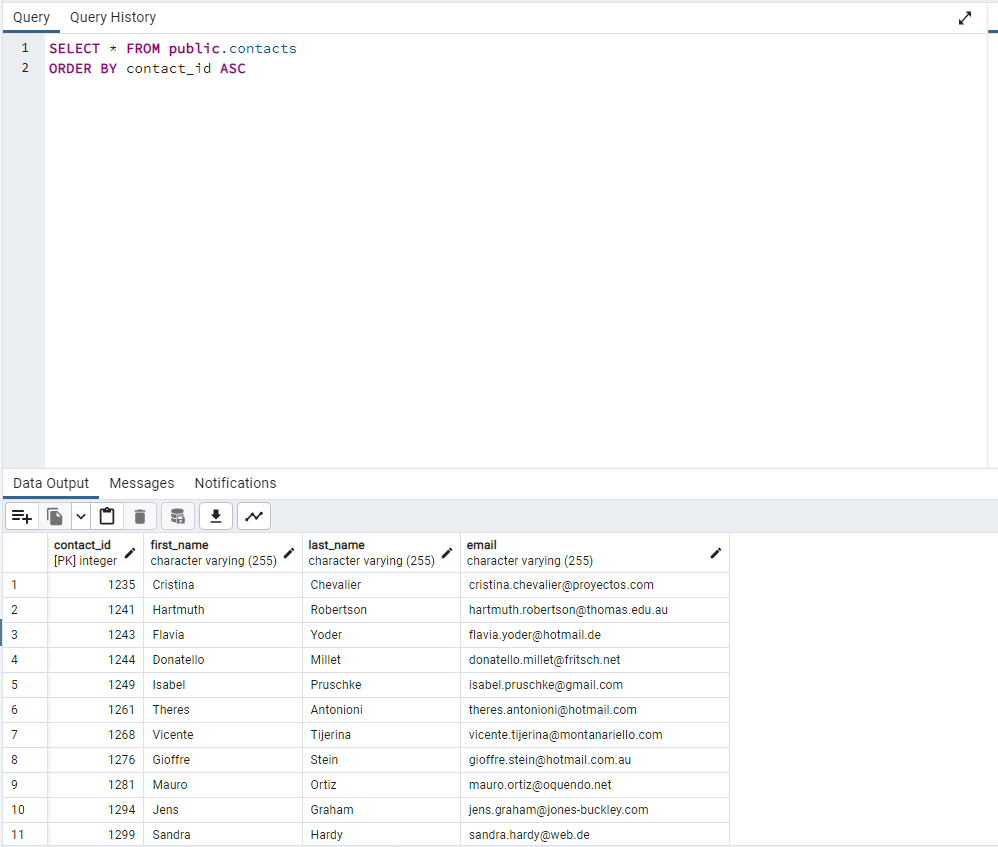 Query Query History
1 SELECT * FROM public.contacts
2 ORDER BY contact_id ASC
Data Output Messages Notifications
contact_id first_name last_name email
[PK] integer character varying (255) character varying (255) character varying (255)
1 1235 Cristina Chevalier cristina.chevalier@proyectos.com
2 1241 Hartmuth Robertson hartmuth.robertson@thomas.edu.au
3 1243 Flavia Yoder flavia.yoder@hotmail.de
4 1244 Donatello Millet donatello.millet@fritsch.net
5 1249 Isabel Pruschke isabel.pruschke@gmail.com
6 1261 Theres Antonioni theres.antonioni@hotmail.com
7 1268 Vicente Tijerina vicente.tijerina@montanariello.com
8 1276 Gioffre Stein gioffre.stein@hotmail.com.au
9 1281 Mauro Ortiz mauro.ortiz@oquendo.net
10 1294 Jens Graham jens.graham@jones-buckley.com
11 1299 Sandra Hardy sandra.hardy@web.de